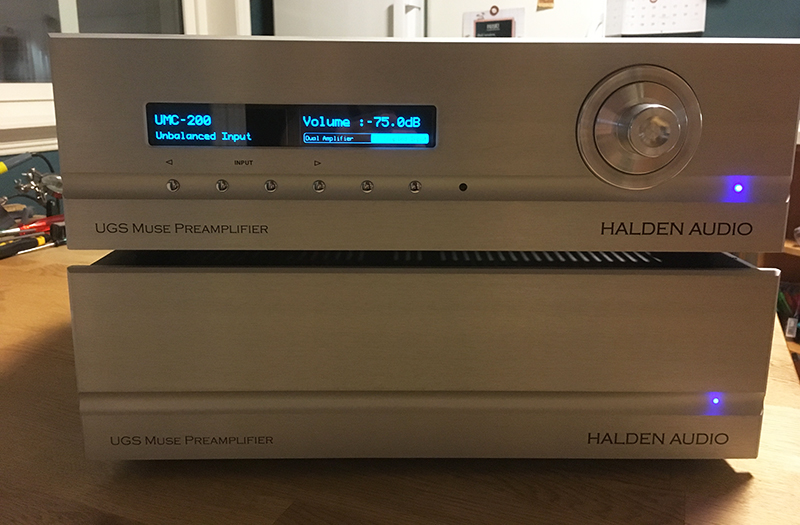 UMC-200
Unbalanced Input
Volume :-75.0dB
Dual Amplifier
◁ INPUT ▷
UGS MUSE PREAMPLIFIER
HALDEN AUDIO
UGS MUSE PREAMPLIFIER
HALDEN AUDIO